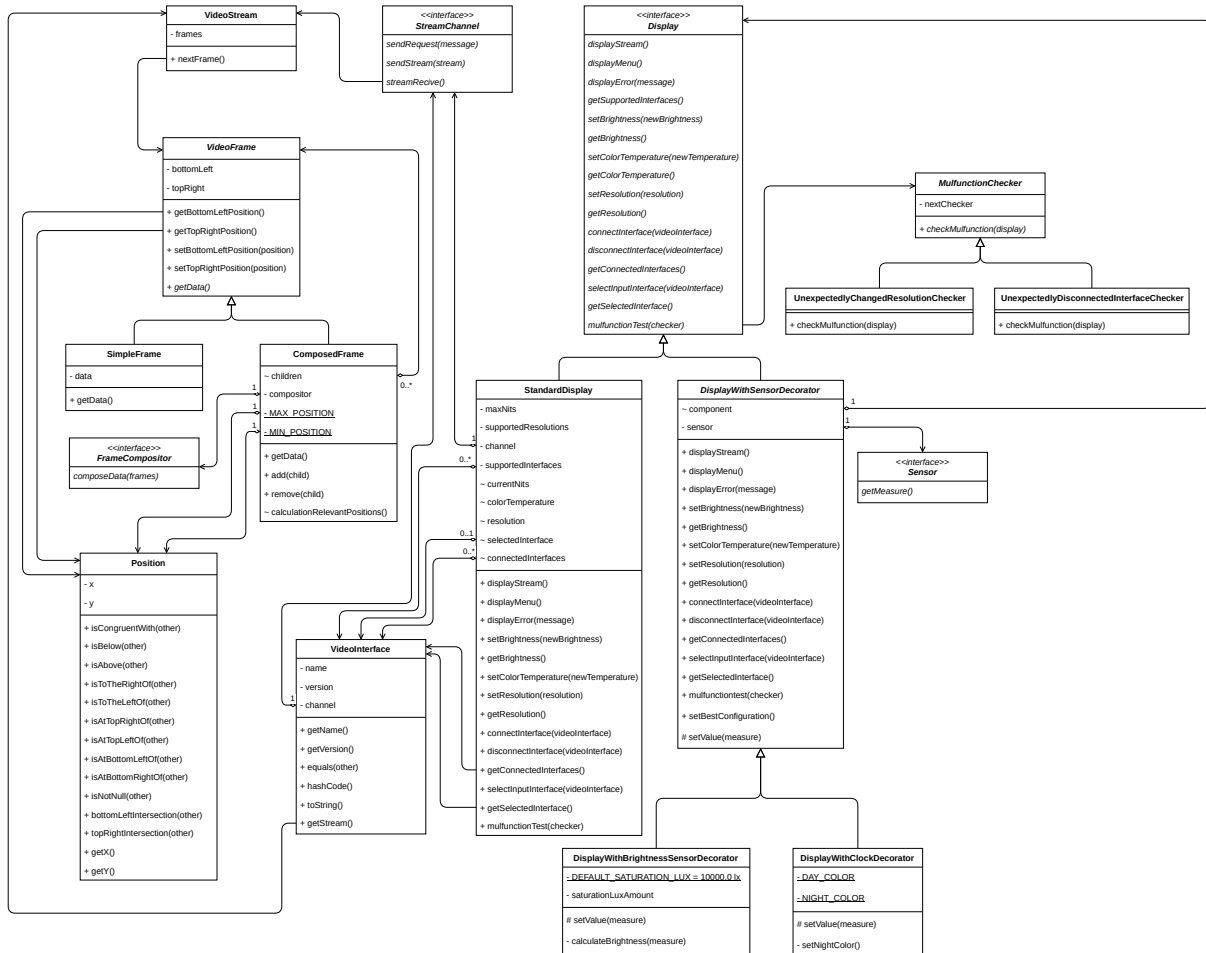 VideoStream
- frames
+ nextFrame()
<<interface>>
StreamChannel
sendRequest(message)
sendStream(stream)
streamRecive()
<<interface>>
Display
displayStream()
displayMenu()
displayError(message)
getSupportedInterfaces()
setBrightness(newBrightness)
getBrightness()
setColorTemperature(newTemperature)
getColorTemperature()
setResolution(resolution)
getResolution()
connectInterface(videoInterface)
disconnectInterface(videoInterface)
getConnectedInterfaces()
selectInputInterface(videoInterface)
getSelectedInterface()
mulfunctionTest(checker)
VideoFrame
- bottomLeft
- topRight
+ getBottomLeftPosition()
+ getTopRightPosition()
+ setBottomLeftPosition(position)
+ setTopRightPosition(position)
+ getData()
MulfunctionChecker
- nextChecker
+ checkMulfunction(display)
UnexpectedlyChangedResolutionChecker
+ checkMulfunction(display)
UnexpectedlyDisconnectedInterfaceChecker
+ checkMulfunction(display)
SimpleFrame
- data
+ getData()
ComposedFrame
~ children
- compositor
- MAX_POSITION
- MIN_POSITION
+ getData()
+ add(child)
+ remove(child)
~ calculationRelevantPositions()
0..*
1
1
1
<<interface>>
FrameCompositor
composeData(frames)
StandardDisplay
- maxNits
- supportedResolutions
- channel
- supportedInterfaces
~ currentNits
~ colorTemperature
~ resolution
~ selectedInterface
~ connectedInterfaces
+ displayStream()
+ displayMenu()
+ displayError(message)
+ setBrightness(newBrightness)
+ getBrightness()
+ setColorTemperature(newTemperature)
+ setResolution(resolution)
+ getResolution()
+ connectInterface(videoInterface)
+ disconnectInterface(videoInterface)
+ getConnectedInterfaces()
+ selectInputInterface(videoInterface)
+ getSelectedInterface()
+ mulfunctionTest(checker)
1
0..*
0..1
0..*
DisplayWithSensorDecorator
~ component
- sensor
+ displayStream()
+ displayMenu()
+ displayError(message)
+ setBrightness(newBrightness)
+ getBrightness()
+ setColorTemperature(newTemperature)
+ setResolution(resolution)
+ getResolution()
+ connectInterface(videoInterface)
+ disconnectInterface(videoInterface)
+ getConnectedInterfaces()
+ selectInputInterface(videoInterface)
+ getSelectedInterface()
+ mulfunctiontest(checker)
+ setBestConfiguration()
# setValue(measure)
1
1
<<interface>>
Sensor
getMeasure()
Position
- x
- y
+ isCongruentWith(other)
+ isBelow(other)
+ isAbove(other)
+ isToTheRightOf(other)
+ isToTheLeftOf(other)
+ isAtTopRightOf(other)
+ isAtTopLeftOf(other)
+ isAtBottomLeftOf(other)
+ isAtBottomRightOf(other)
+ isNotNull(other)
+ bottomLeftIntersection(other)
+ topRightIntersection(other)
+ getX()
+ getY()
VideoInterface
- name
- version
- channel
+ getName()
+ getVersion()
+ equals(other)
+ hashCode()
+ toString()
+ getStream()
1
DisplayWithBrightnessSensorDecorator
- DEFAULT_SATURATION_LUX = 10000.0 lx
- saturationLuxAmount
# setValue(measure)
- calculateBrightness(measure)
DisplayWithClockDecorator
- DAY_COLOR
- NIGHT_COLOR
# setValue(measure)
- setNightColor()